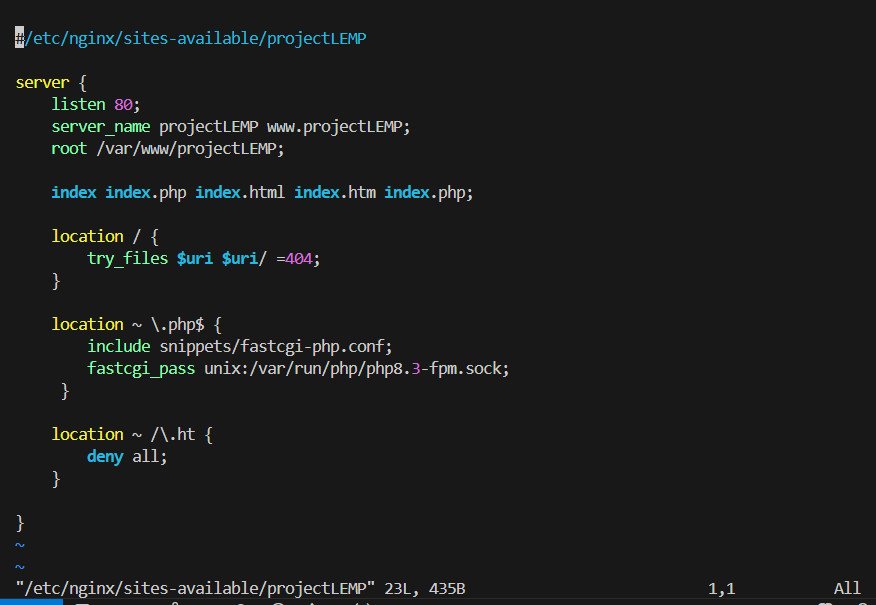 #/etc/nginx/sites-available/projectLEMP
server {
    listen 80;
    server_name projectLEMP www.projectLEMP;
    root /var/www/projectLEMP;
    index index.php index.html index.htm index.php;
    location / {
        try_files $uri $uri/ =404;
    }
    location ~ \.php$ {
        include snippets/fastcgi-php.conf;
        fastcgi_pass unix:/var/run/php/php8.3-fpm.sock;
     }
    location ~ /\.ht {
        deny all;
    }
}
~
~
"/etc/nginx/sites-available/projectLEMP" 23L, 435B 1,1 All